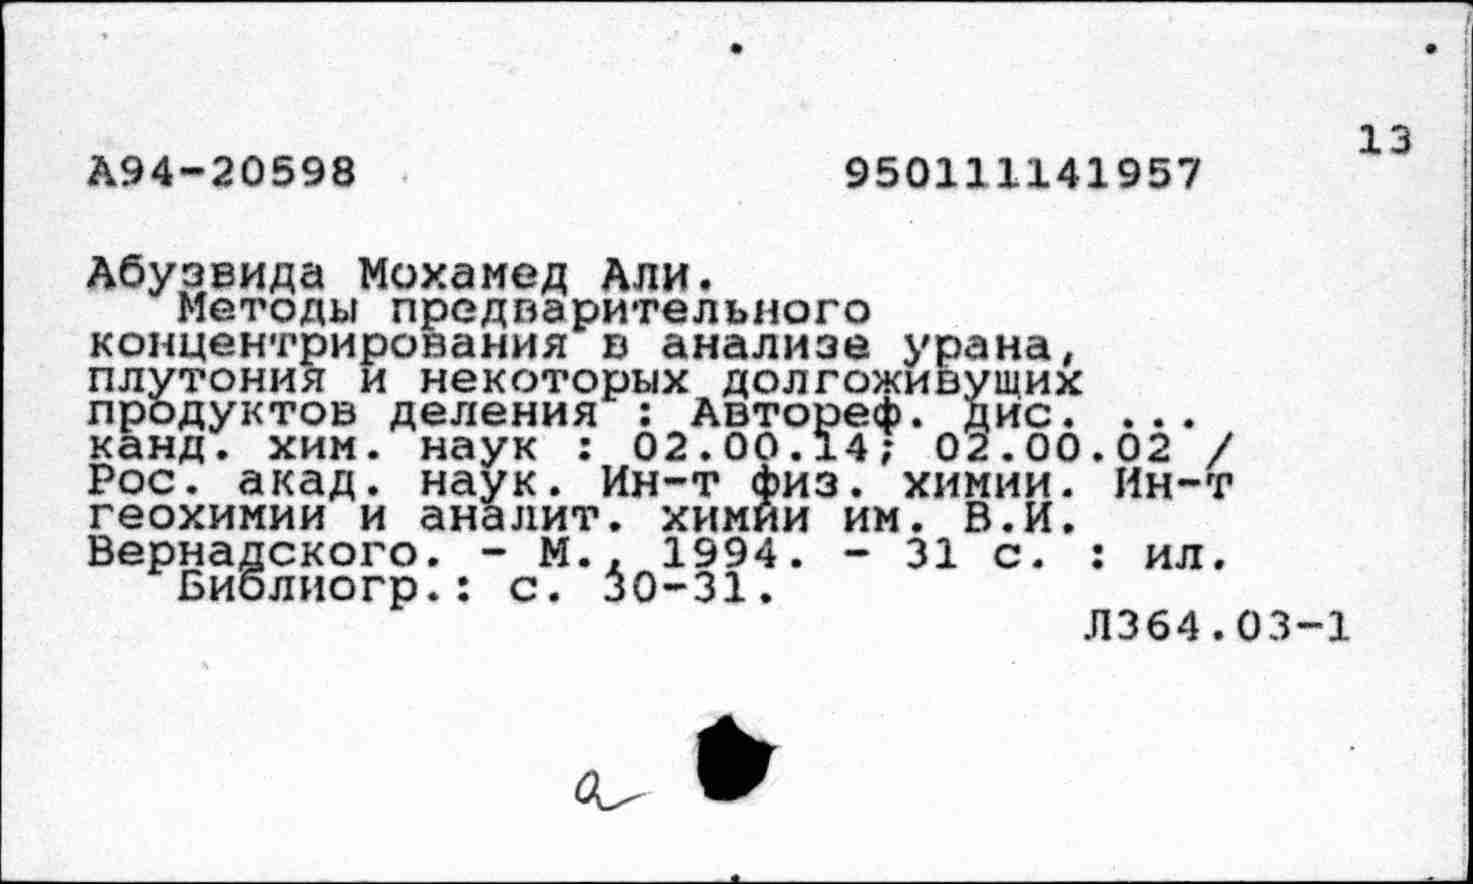 13
А94-20598 950111141957
Абузвида Мохамед Али.
Методы предварительного
концентрирования в анализе урана,
плутония и некоторых долгоживущих
продуктов деления : Автореф. дис. ...
канд. хим. наук : 02.00.14; 02.00.02 /
Рос. акад. наук. Ин-т физ. химии. Ин-т
геохимии и аналит. химии им. В.И.
Вернадского. - М., 1994. - 31 с. : ил.
Библиогр.: с. 30-31.
Л364.03-1